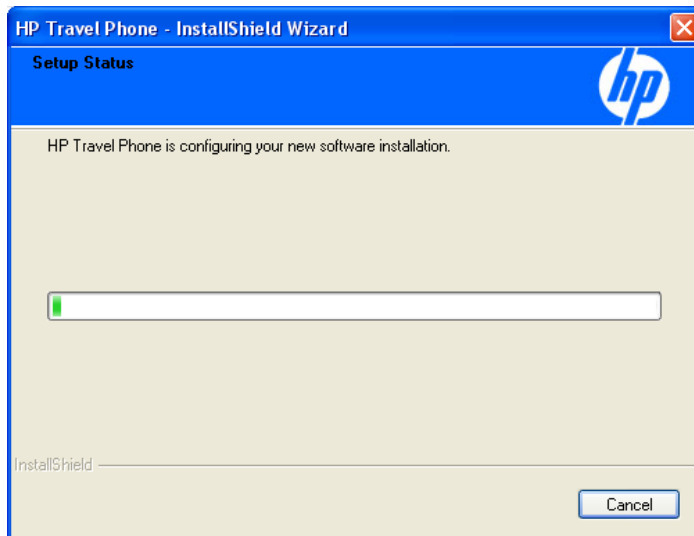 HP Travel Phone - InstallShield Wizard
Setup Status
hp
HP Travel Phone is configuring your new software installation.
InstallShield
Cancel